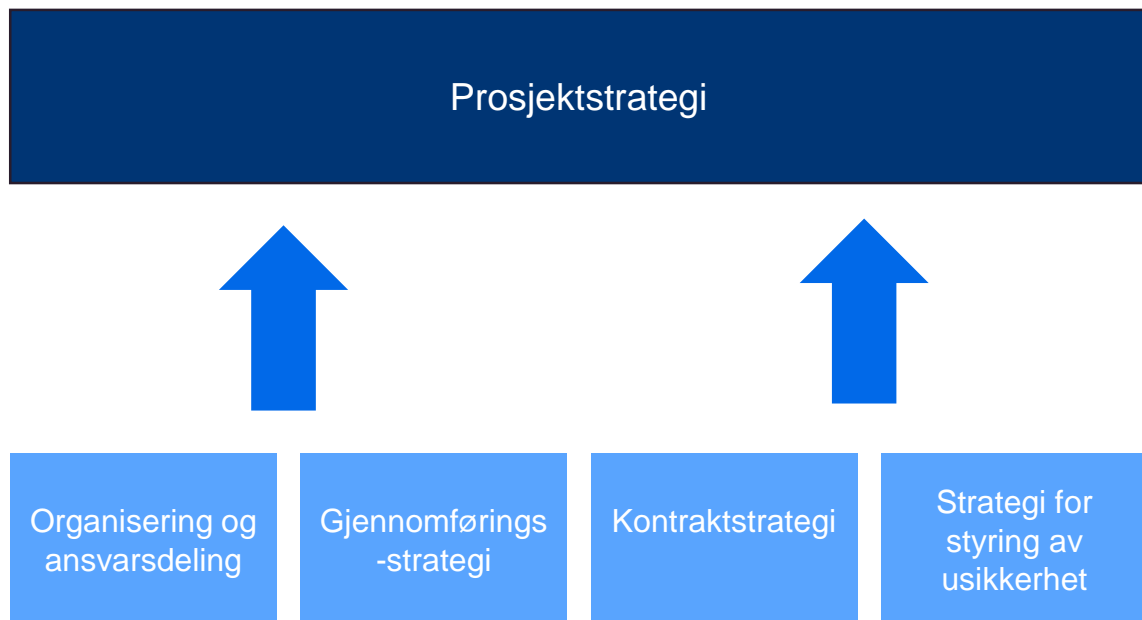 Prosjektstrategi
Organisering og
ansvarsdeling
Gjennomførings
-strategi
Kontraktstrategi
Strategi for
styring av
usikkerhet